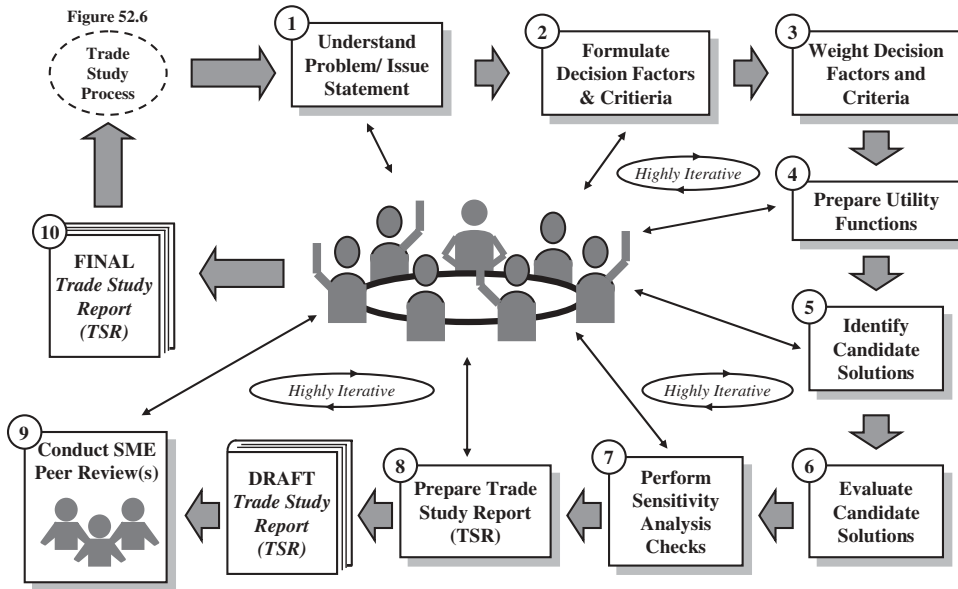 Figure 52.6
Trade
Study
Process
1
Understand
Problem/ Issue
Statement
2
Formulate
Decision Factors
& Critieria
3
Weight Decision
Factors and
Criteria
Highly Iterative
4
Prepare Utility
Functions
10
FINAL
Trade Study
Report
(TSR)
5
Identify
Candidate
Solutions
Highly Iterative
Highly Iterative
9
Conduct SME
Peer Review(s)
DRAFT
Trade Study
Report
(TSR)
8
Prepare Trade
Study Report
(TSR)
7
Perform
Sensitivity
Analysis
Checks
6
Evaluate
Candidate
Solutions